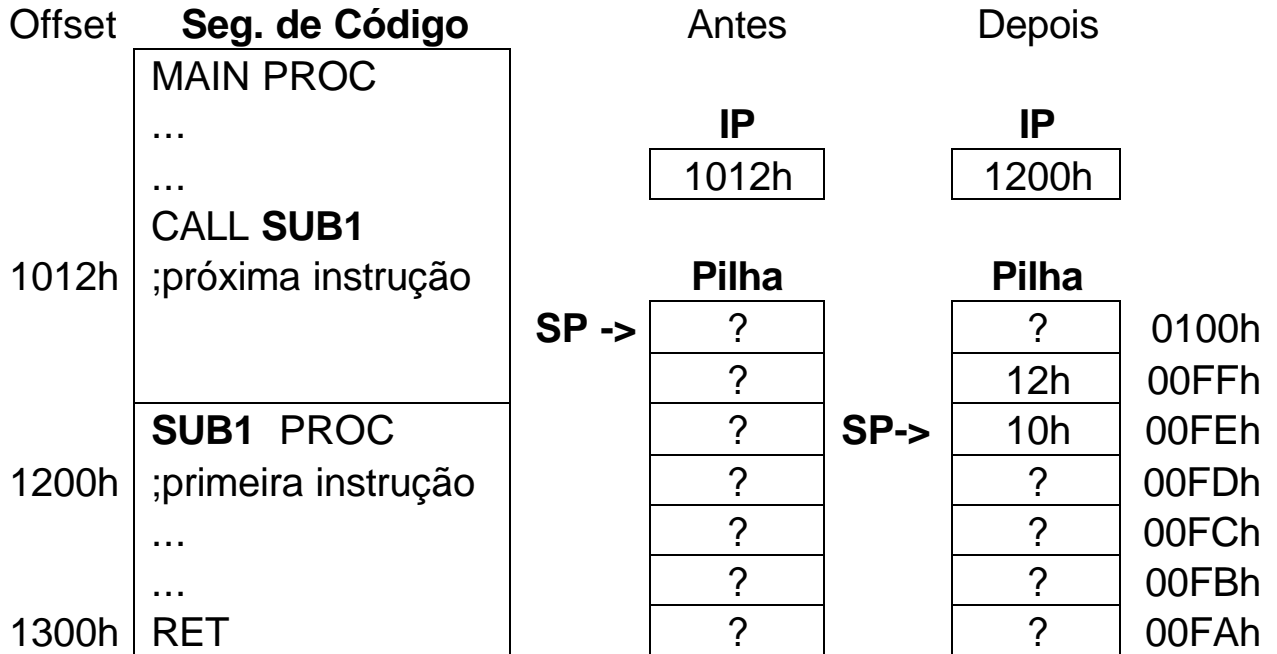 Offset Seg. de Código Antes Depois
MAIN PROC
... IP IP
... 1012h 1200h
CALL SUB1
1012h ;próxima instrução Pilha Pilha
SP -> ? ? 0100h
? 12h 00FFh
SUB1 PROC ? SP-> 10h 00FEh
1200h ;primeira instrução ? ? 00FDh
... ? ? 00FCh
... ? ? 00FBh
1300h RET ? ? 00FAh